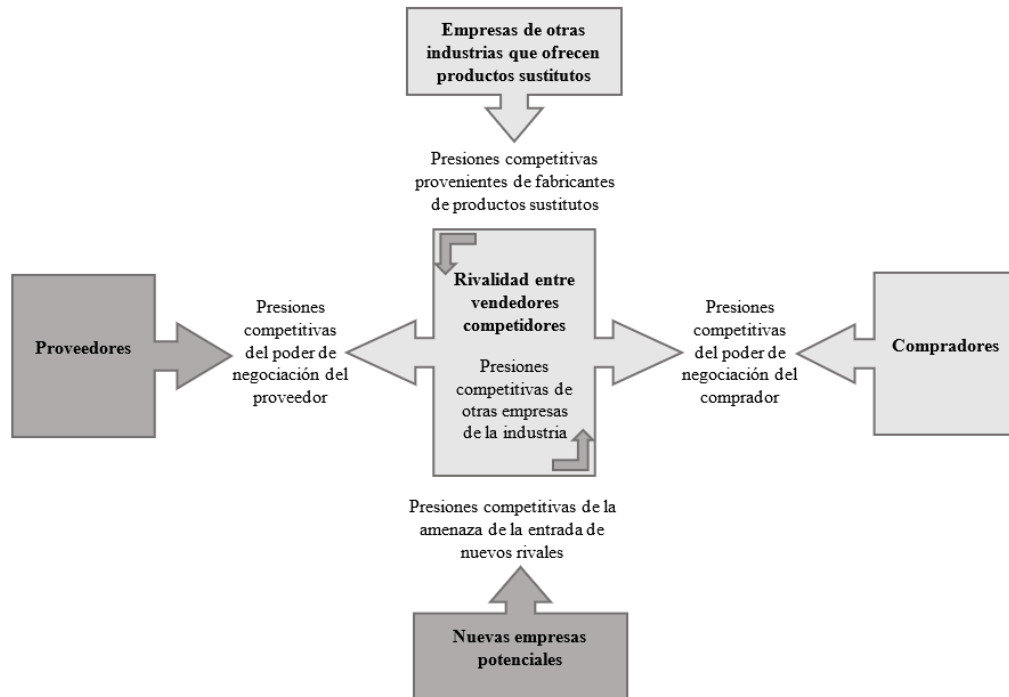 Empresas de otras
industrias que ofrecen
productos sustitutos
Presiones competitivas
provenientes de fabricantes
de productos sustitutos
Proveedores
Presiones
competitivas
del poder de
negociación del
proveedor
Rivalidad entre
vendedores
competidores
Presiones
competitivas de
otras empresas
de la industria
Presiones
competitivas
del poder de
negociación del
comprador
Compradores
Presiones competitivas de la
amenaza de la entrada de
nuevos rivales
Nuevas empresas
potenciales